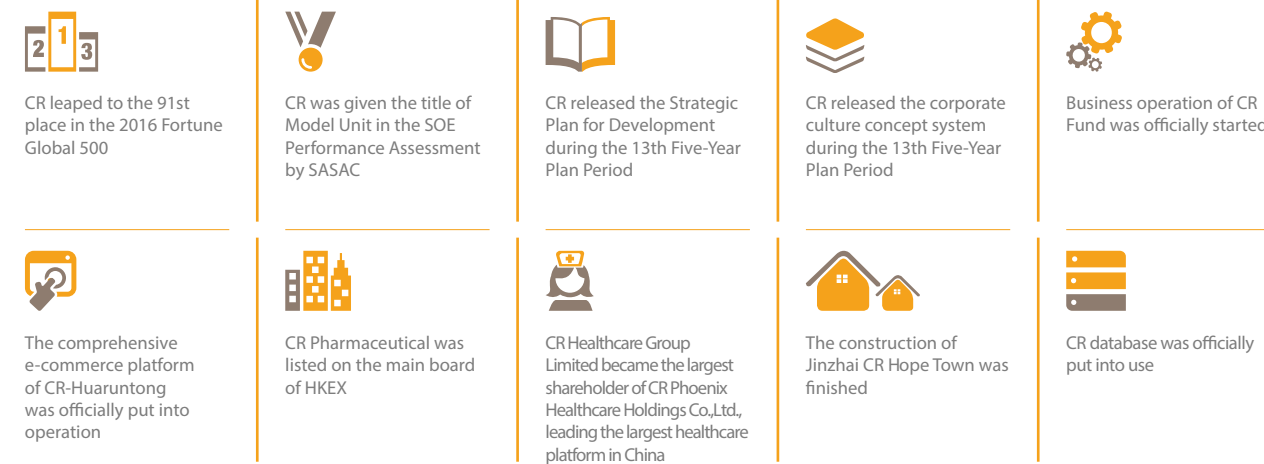 2 1 3
CR leaped to the 91st
place in the 2016 Fortune
Global 500
CR was given the title of
Model Unit in the SOE
Performance Assessment
by SASAC
CR released the Strategic
Plan for Development
during the 13th Five-Year
Plan Period
CR released the corporate
culture concept system
during the 13th Five-Year
Plan Period
Business operation of CR
Fund was officially started
The comprehensive
e-commerce platform
of CR-Huaruntong
was officially put into
operation
CR Pharmaceutical was
listed on the main board
of HKEX
CR Healthcare Group
Limited became the largest
shareholder of CR Phoenix
Healthcare Holdings Co.,Ltd.,
leading the largest healthcare
platform in China
The construction of
Jinzhai CR Hope Town was
finished
CR database was officially
put into use